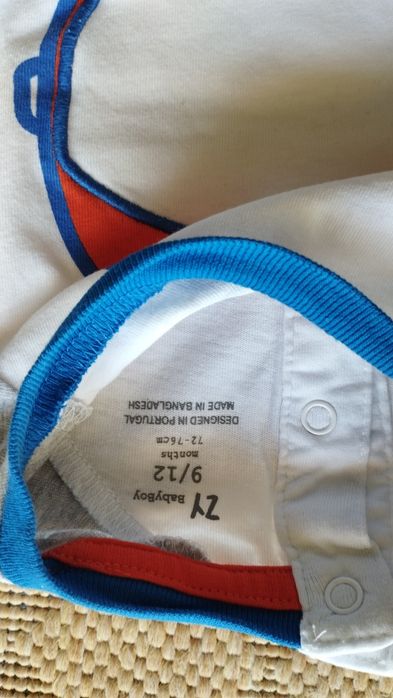 ZY BabyBoy
9/12
months
72-76cm
DESIGNED IN PORTUGAL
MADE IN BANGLADESH